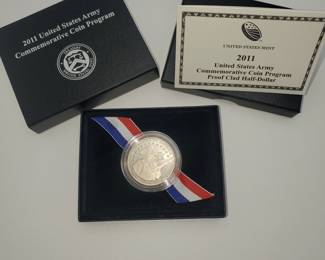 2011 United States Army
Commemorative Coin Program
UNITED STATES MINT
2011
United States Army
Commemorative Coin Program
Proof Clad Half-Dollar